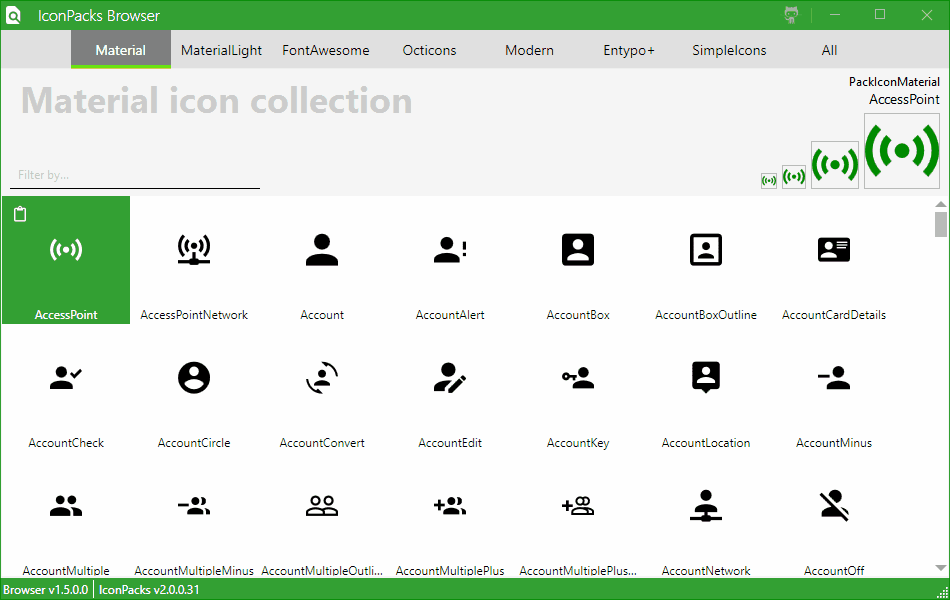 IconPacks Browser
Material MaterialLight FontAwesome Octicons Modern Entypo+ SimpleIcons All
Material icon collection
PackIconMaterial
AccessPoint
Filter by...
AccessPoint AccessPointNetwork Account AccountAlert AccountBox AccountBoxOutline AccountCardDetails
AccountCheck AccountCircle AccountConvert AccountEdit AccountKey AccountLocation AccountMinus
AccountMultiple AccountMultipleMinus AccountMultipleOutli... AccountMultiplePlus AccountMultiplePlus... AccountNetwork AccountOff
Browser v1.5.0.0 IconPacks v2.0.0.31